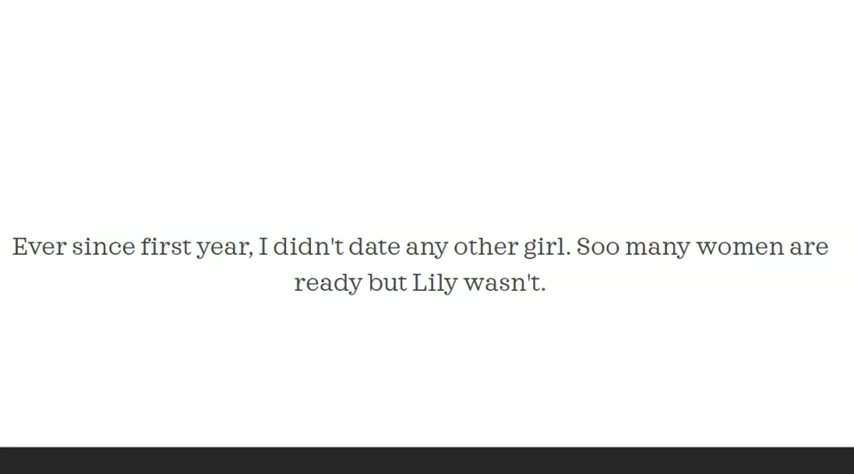 Ever since first year, I didn't date any other girl. Soo many women are
ready but Lily wasn't.